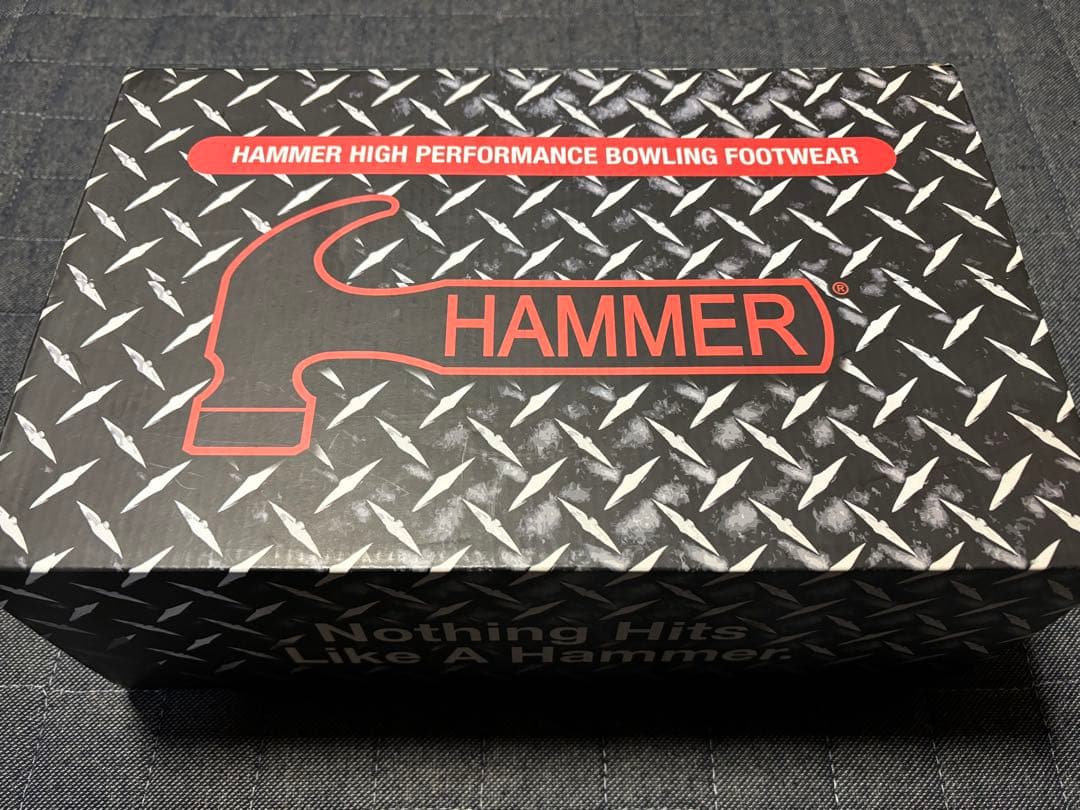 HAMMER HIGH PERFORMANCE BOWLING FOOTWEAR
HAMMER®
Nothing Hits
Like A Hammer.